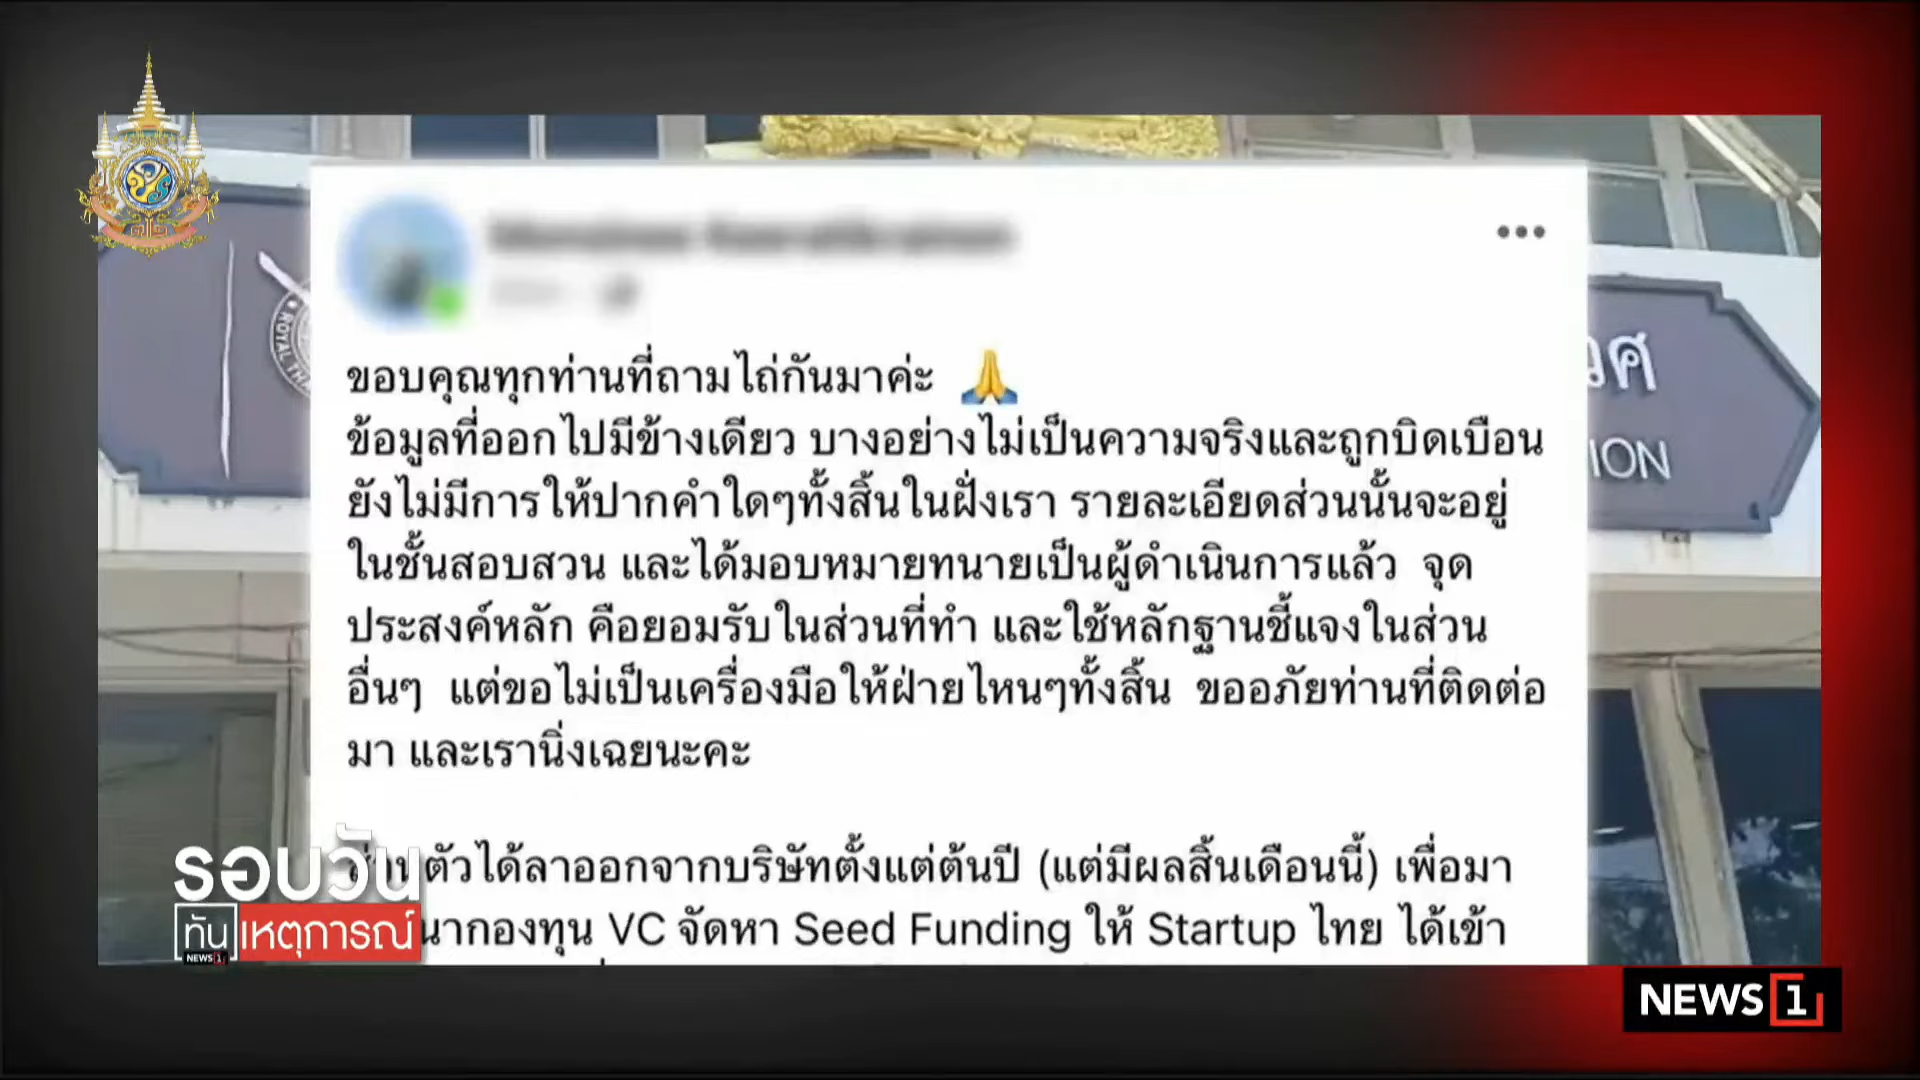 ROYAL THA
ขอบคุณทุกท่านที่ถามไถ่กันมาค่ะ 🙏
ข้อมูลที่ออกไปมีข้างเดียว บางอย่างไม่เป็นความจริงและถูกบิดเบือน
ยังไม่มีการให้ปากคำใดๆทั้งสิ้นในฝั่งเรา รายละเอียดส่วนนั้นจะอยู่
ในชั้นสอบสวน และได้มอบหมายทนายเป็นผู้ดำเนินการแล้ว จุด
ประสงค์หลัก คือยอมรับในส่วนที่ทำ และใช้หลักฐานชี้แจงในส่วน
อื่นๆ แต่ขอไม่เป็นเครื่องมือให้ฝ่ายไหนๆทั้งสิ้น ขออภัยท่านที่ติดต่อ
มา และเรานิ่งเฉยนะคะ
ตัวได้ลาออกจากบริษัทตั้งแต่ต้นปี (แต่มีผลสิ้นเดือนนี้) เพื่อมา
นากองทุน VC จัดหา Seed Funding ให้ Startup ไทย ได้เข้า
วศ
ION
รอบวัน
ทันเหตุการณ์
NEWS1
NEWS 1